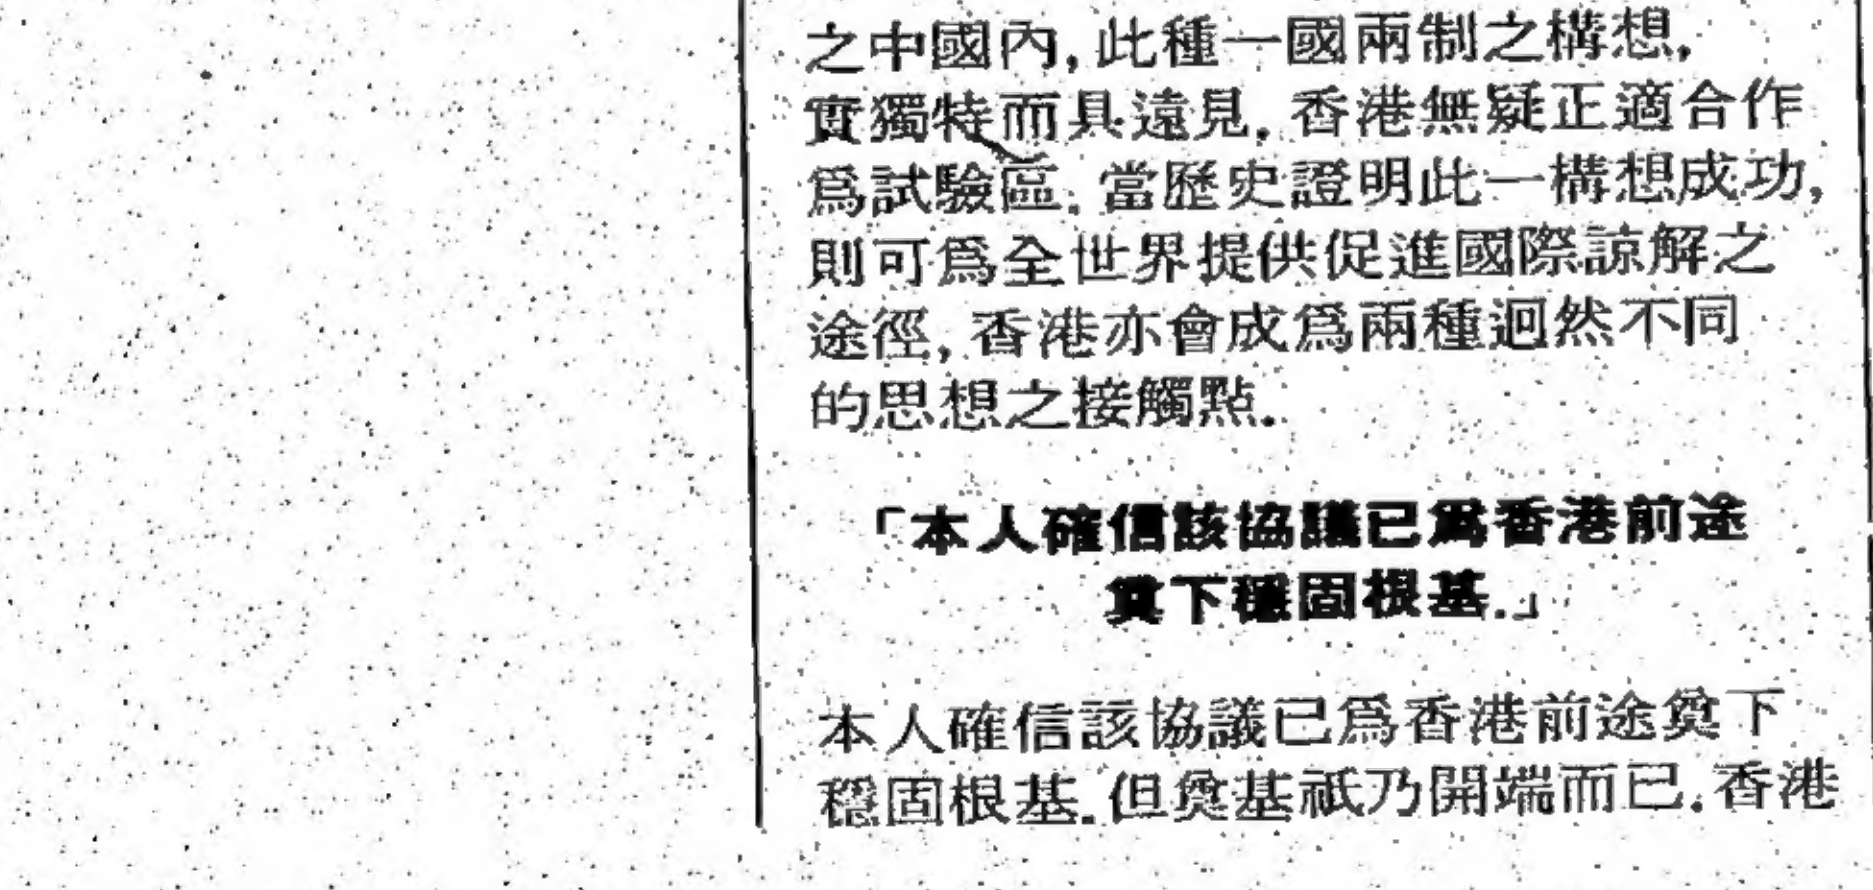 之中國內,此種一國兩制之構想,
實獨特而具遠見.香港無疑正適合作
爲試驗區.當歷史證明此一構想成功,
則可爲全世界提供促進國際諒解之
途徑,香港亦會成爲兩種迥然不同
的思想之接觸點.
「本人確信該協議已爲香港前途
奠下穩固根基.」
本人確信該協議已爲香港前途奠下
穩固根基.但奠基祇乃開端而已.香港